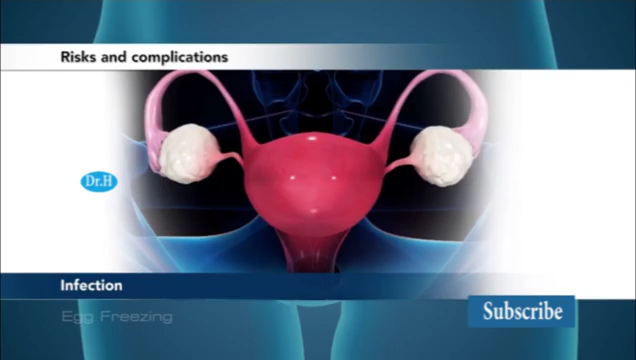 Risks and complications
Dr.H
Infection
Egg Freezing
Subscribe